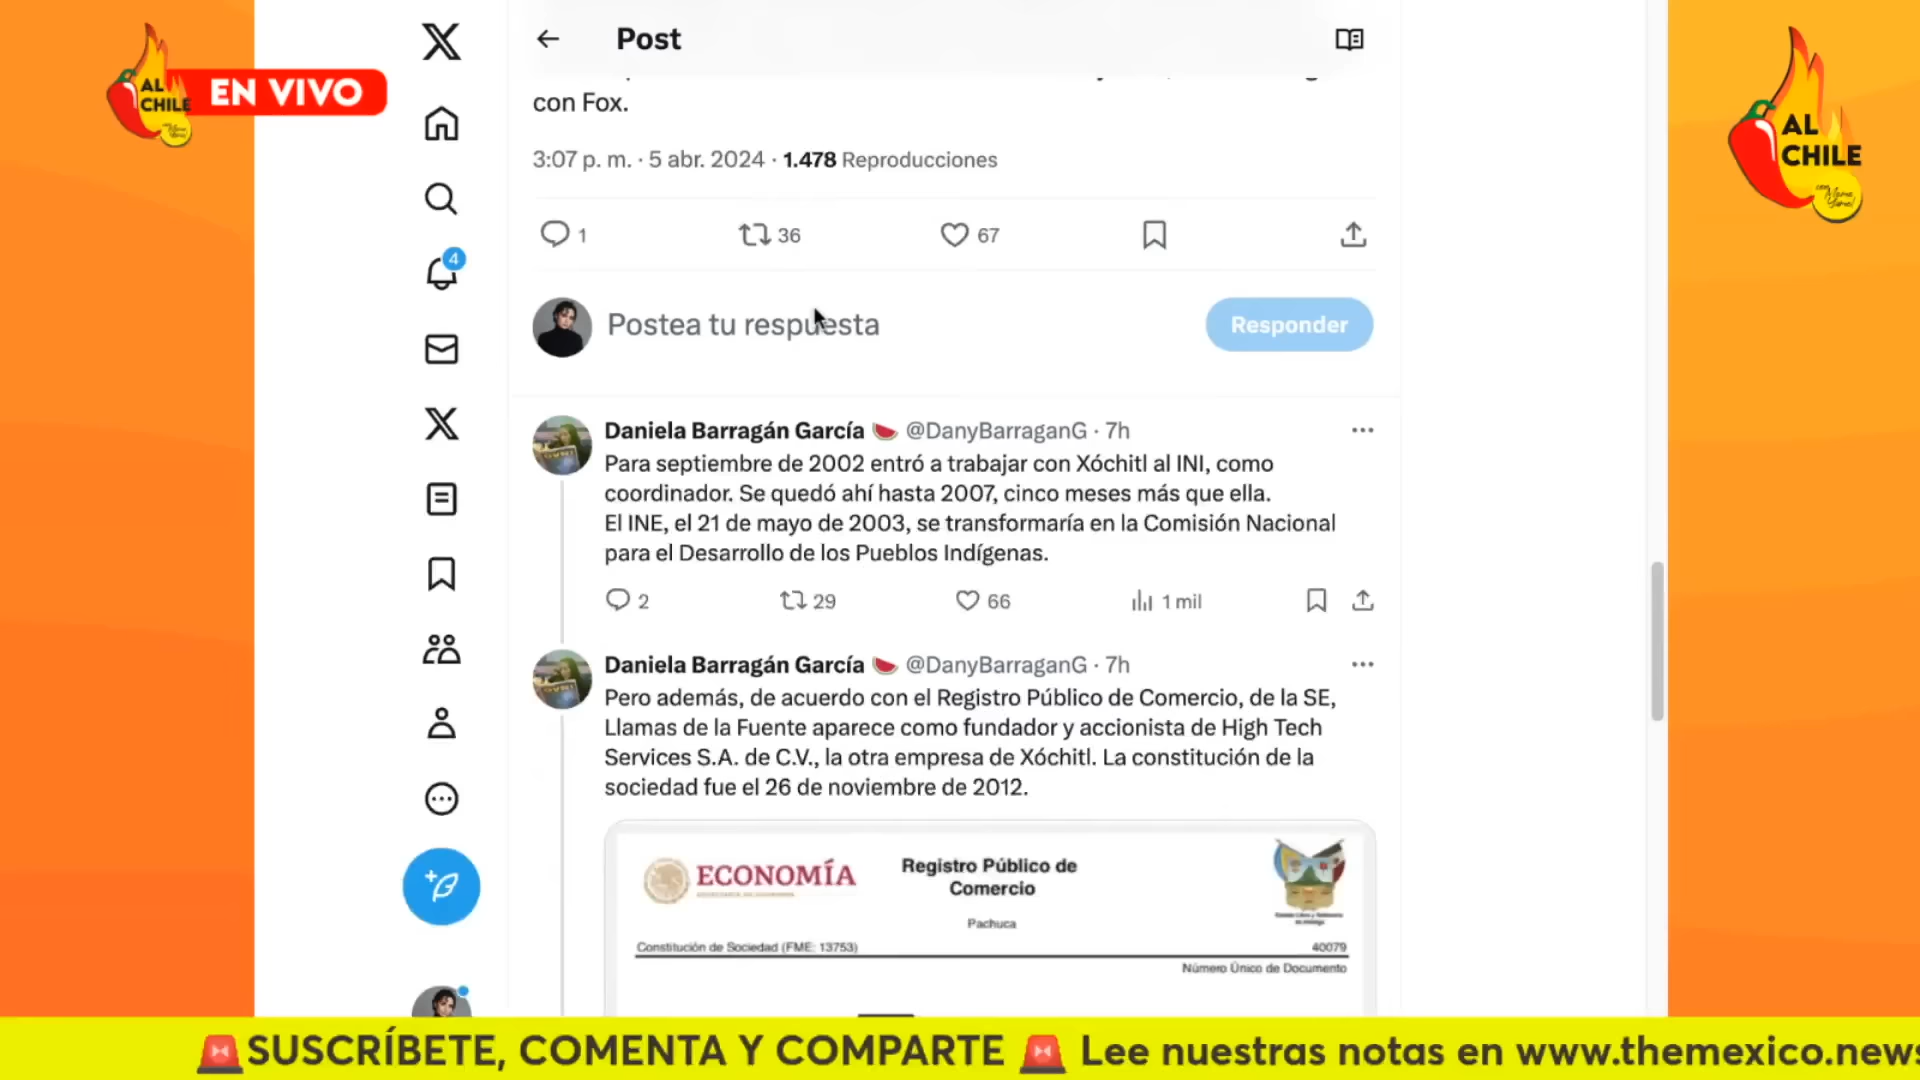 AL
CHILE
EN VIVO
Post
con Fox.
3:07 p. m. · 5 abr. 2024 · 1.478 Reproducciones
1 36 67
4
Postea tu respuesta
Responder
Daniela Barragán García 🍉 @DanyBarraganG · 7h
Para septiembre de 2002 entró a trabajar con Xóchitl al INI, como
coordinador. Se quedó ahí hasta 2007, cinco meses más que ella.
El INE, el 21 de mayo de 2003, se transformaría en la Comisión Nacional
para el Desarrollo de los Pueblos Indígenas.
2 29 66 1 mil
Daniela Barragán García 🍉 @DanyBarraganG · 7h
Pero además, de acuerdo con el Registro Público de Comercio, de la SE,
Llamas de la Fuente aparece como fundador y accionista de High Tech
Services S.A. de C.V., la otra empresa de Xóchitl. La constitución de la
sociedad fue el 26 de noviembre de 2012.
ECONOMÍA
Registro Público de
Comercio
Pachuca
Constitución de Sociedad (FME: 13753)
40079
Número Único de Documento
AL
CHILE
🚨SUSCRÍBETE, COMENTA Y COMPARTE 🚨 Lee nuestras notas en www.themexico.news